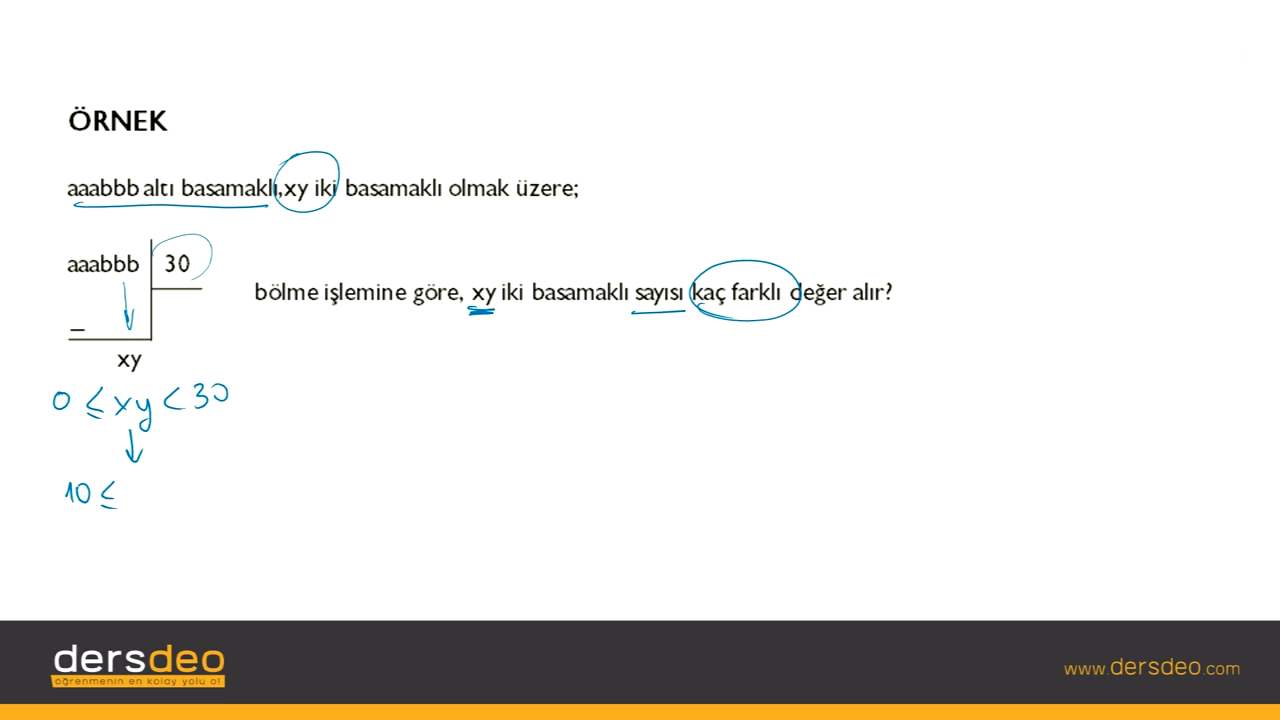 ÖRNEK
aaabbb altı basamaklı,xy iki basamaklı olmak üzere;
aaabbb 30
bölme işlemine göre, xy iki basamaklı sayısı kaç farklı değer alır?
–
xy
0 ≤ xy < 30
10 ≤
dersdeo
öğrenmenin en kolay yolu o!
www.dersdeo.com